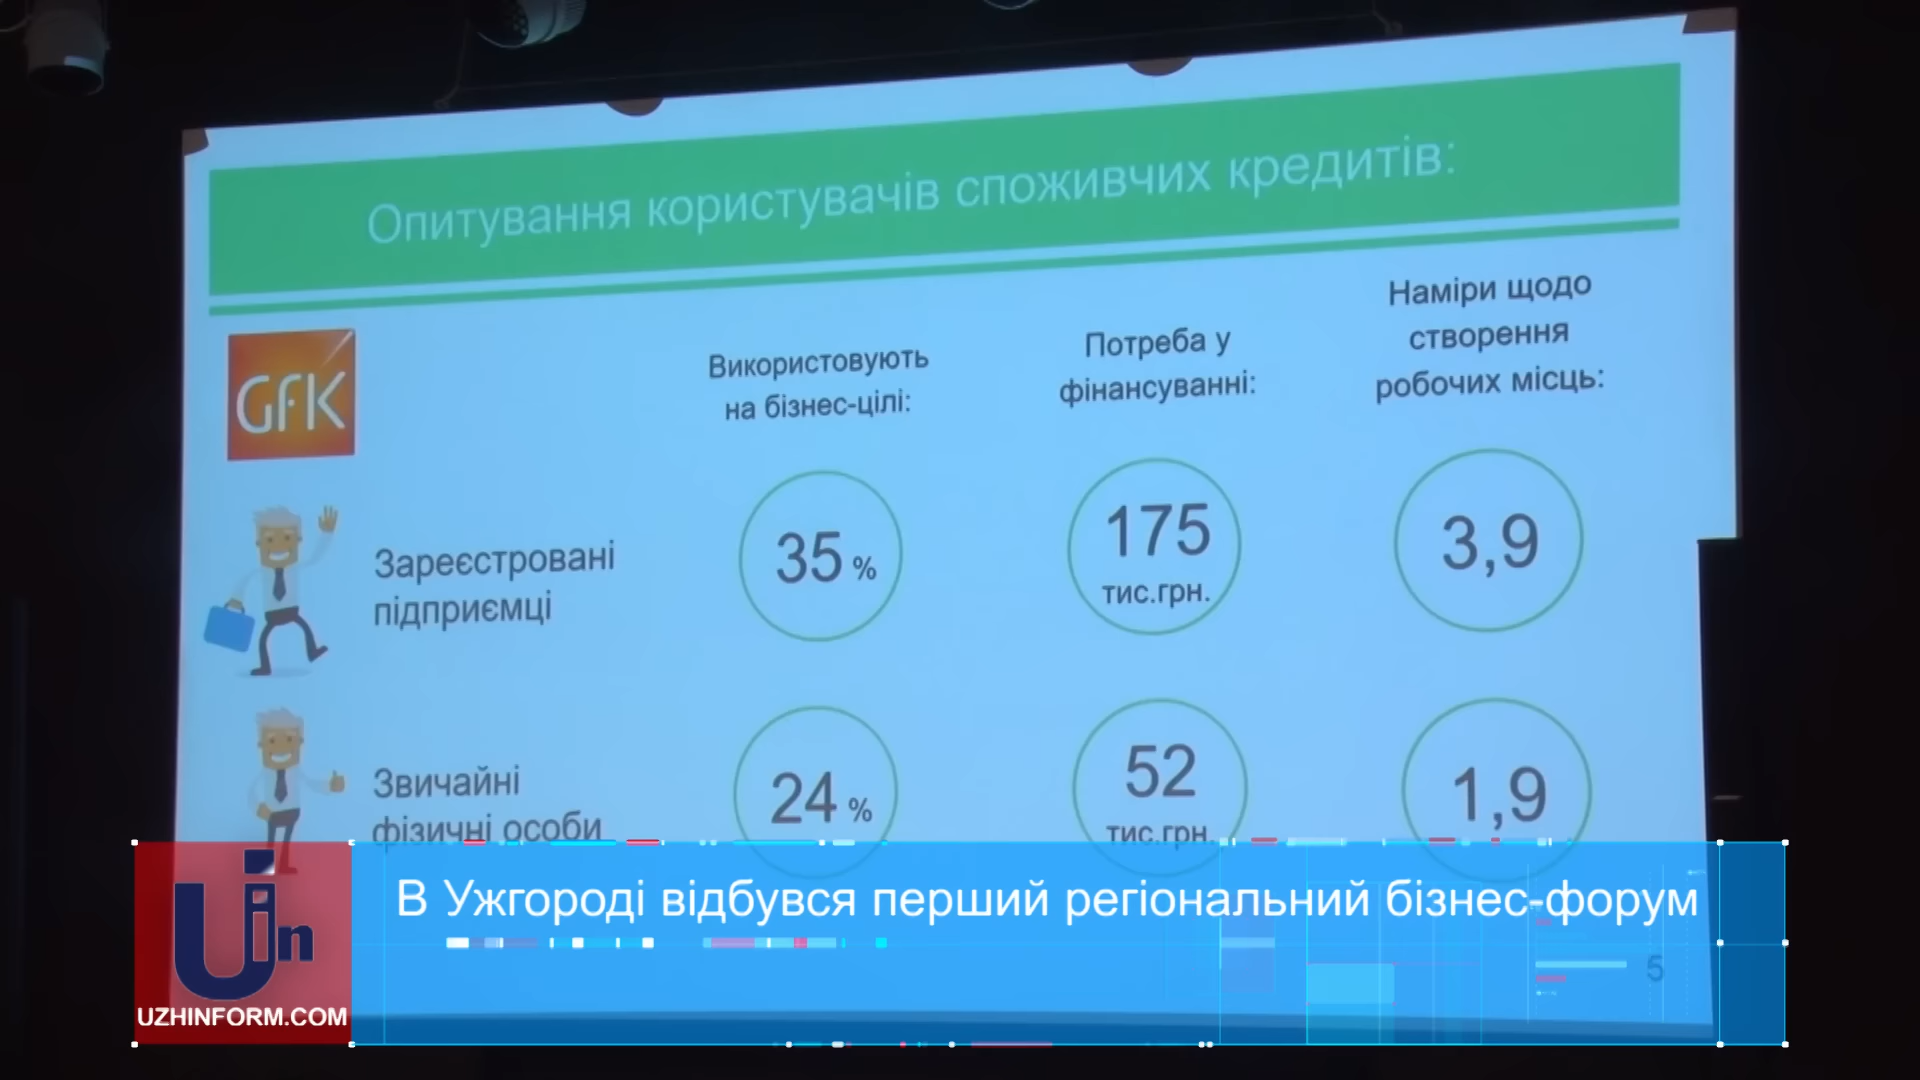 Опитування користувачів споживчих кредитів:
GfK
Використовують
на бізнес-цілі:
Потреба у
фінансуванні:
Наміри щодо
створення
робочих місць:
Зареєстровані
підприємці
35 %
175
тис.грн.
3,9
Звичайні
фізичні особи
24 %
52
тис.грн.
1,9
В Ужгороді відбувся перший регіональний бізнес-форум
5
Uin
UZHINFORM.COM